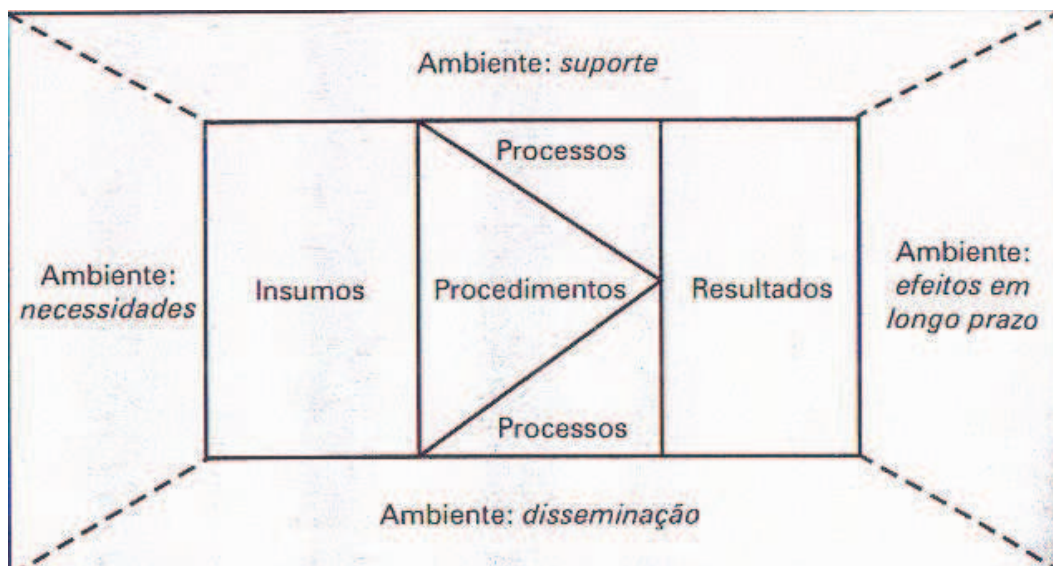 Ambiente: suporte
Processos
Ambiente:
necessidades
Insumos
Procedimentos
Resultados
Ambiente:
efeitos em
longo prazo
Processos
Ambiente: disseminação